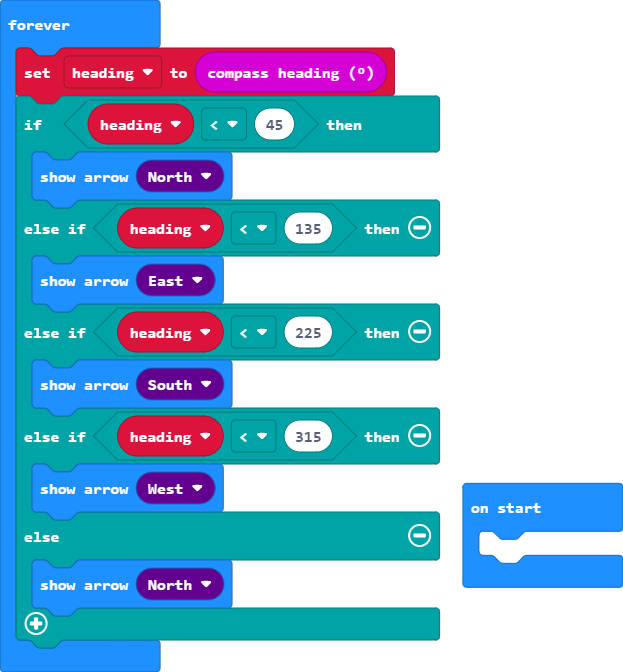 forever
set heading to compass heading (°)
if heading < 45 then
show arrow North
else if heading < 135 then
show arrow East
else if heading < 225 then
show arrow South
else if heading < 315 then
show arrow West
on start
else
show arrow North